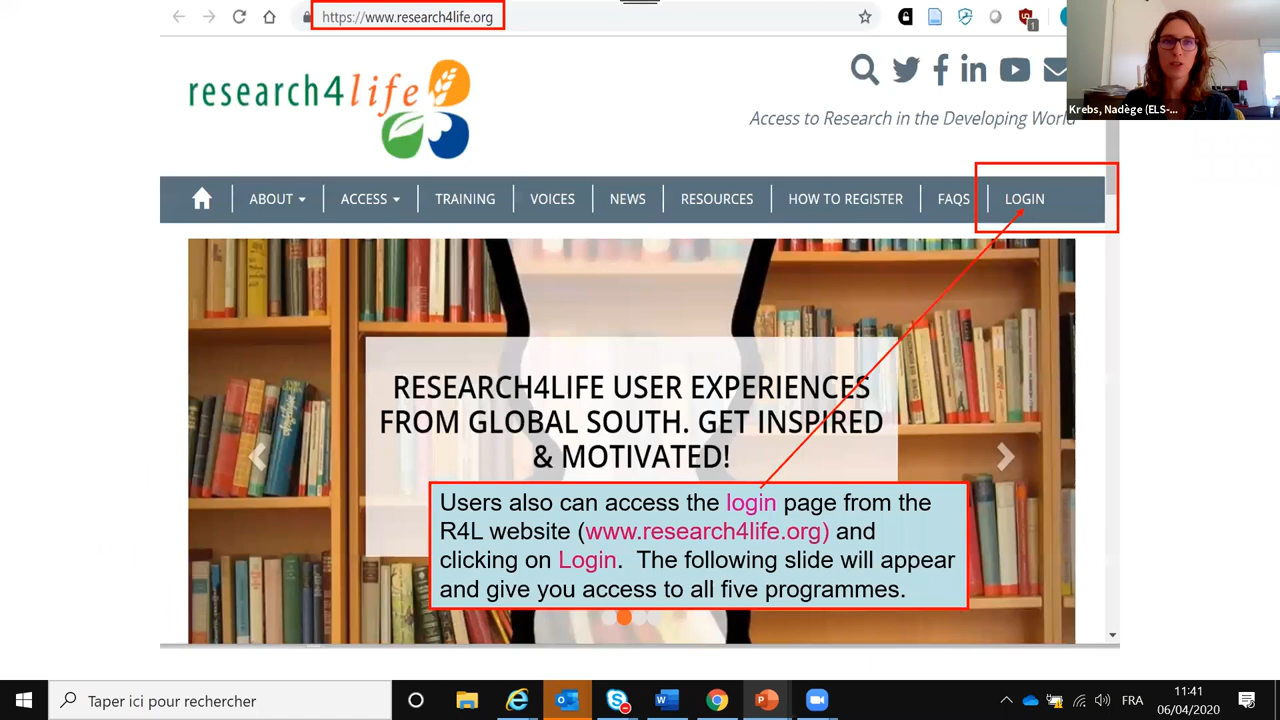 https://www.research4life.org
1
Krebs, Nadège (ELS-...
research4life
Access to Research in the Developing World
ABOUT
ACCESS
TRAINING
VOICES
NEWS
RESOURCES
HOW TO REGISTER
FAQS
LOGIN
RESEARCH4LIFE USER EXPERIENCES
FROM GLOBAL SOUTH. GET INSPIRED
& MOTIVATED!
Users also can access the login page from the
R4L website (www.research4life.org) and
clicking on Login. The following slide will appear
and give you access to all five programmes.
Taper ici pour rechercher
FRA
11:41
06/04/2020